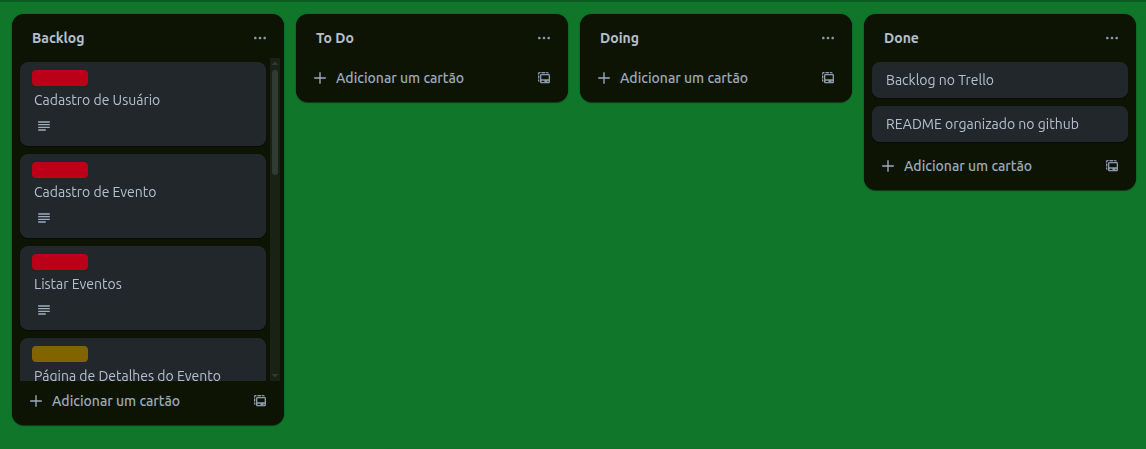 Backlog
Cadastro de Usuário
Cadastro de Evento
Listar Eventos
Página de Detalhes do Evento
Adicionar um cartão
To Do
Adicionar um cartão
Doing
Adicionar um cartão
Done
Backlog no Trello
README organizado no github
Adicionar um cartão